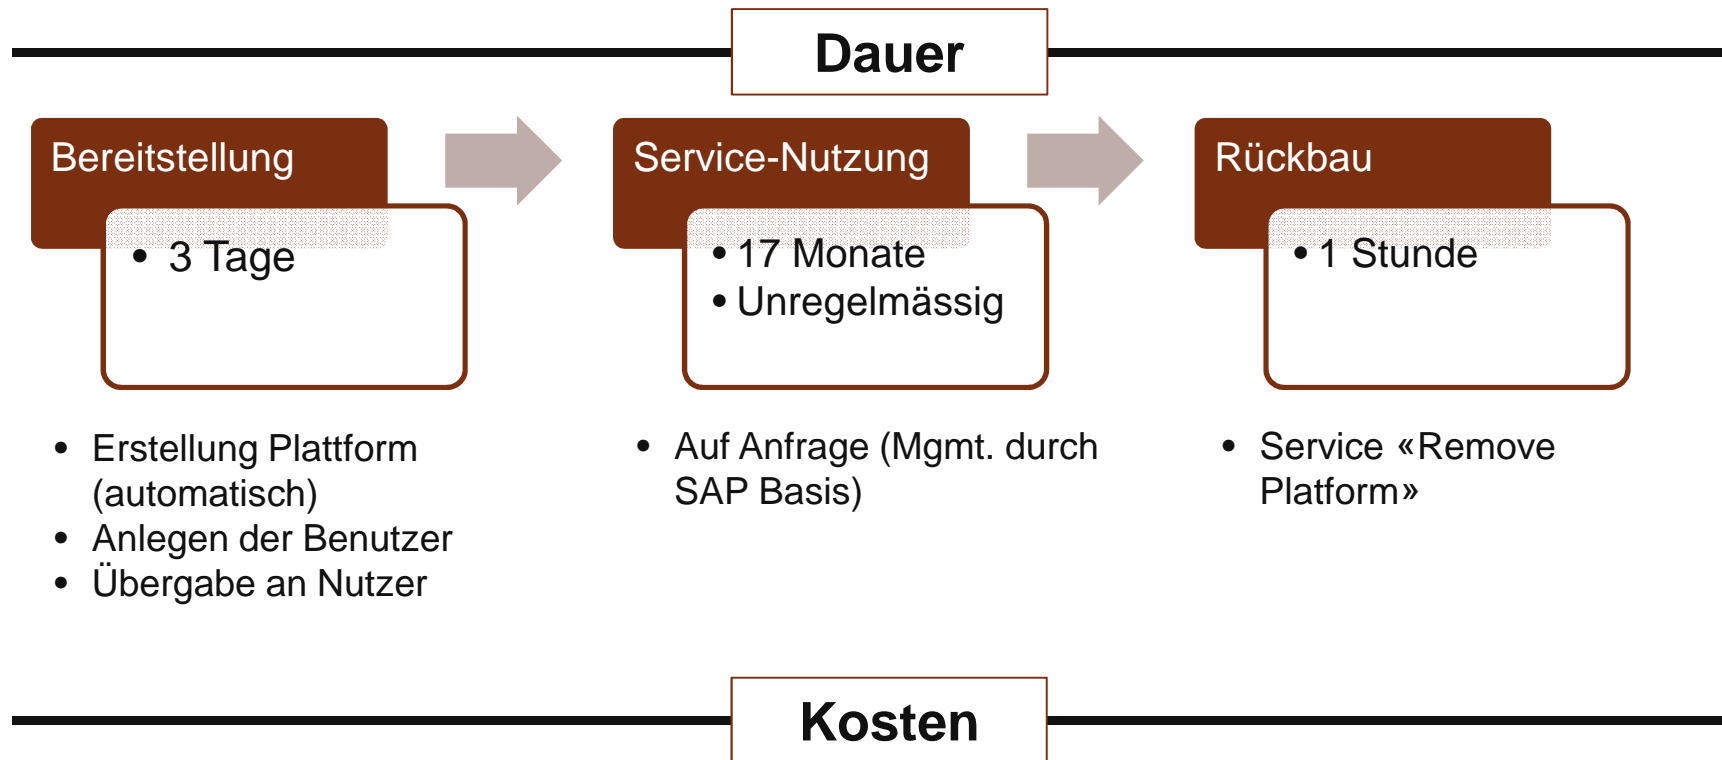 Dauer
Bereitstellung
• 3 Tage
• Erstellung Plattform
(automatisch)
• Anlegen der Benutzer
• Übergabe an Nutzer
Service-Nutzung
• 17 Monate
• Unregelmässig
• Auf Anfrage (Mgmt. durch
SAP Basis)
Rückbau
• 1 Stunde
• Service «Remove
Platform»
Kosten